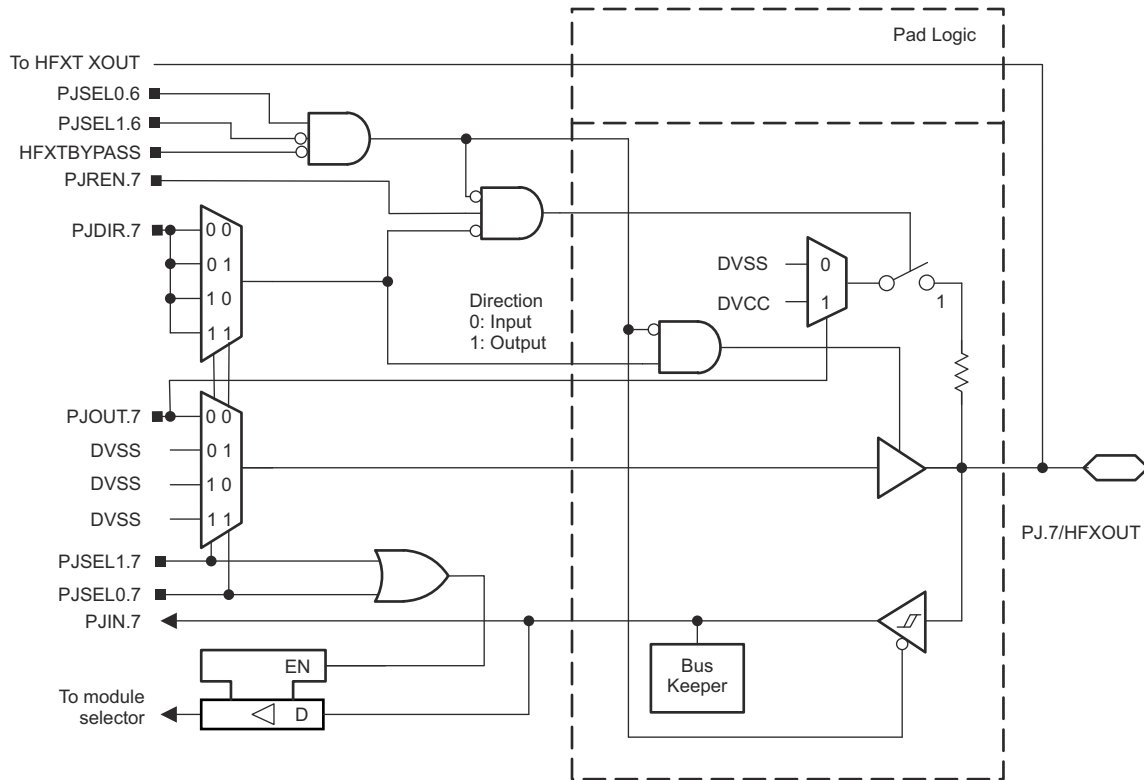 Pad Logic
To HFXT XOUT
PJSEL0.6
PJSEL1.6
HFXTBYPASS
PJREN.7
PJDIR.7
0 0
0 1
1 0
1 1
Direction
0: Input
1: Output
DVSS
0
DVCC
1
1
PJOUT.7
0 0
DVSS
0 1
DVSS
1 0
DVSS
1 1
PJ.7/HFXOUT
PJSEL1.7
PJSEL0.7
PJIN.7
Bus
Keeper
EN
To module
selector
D